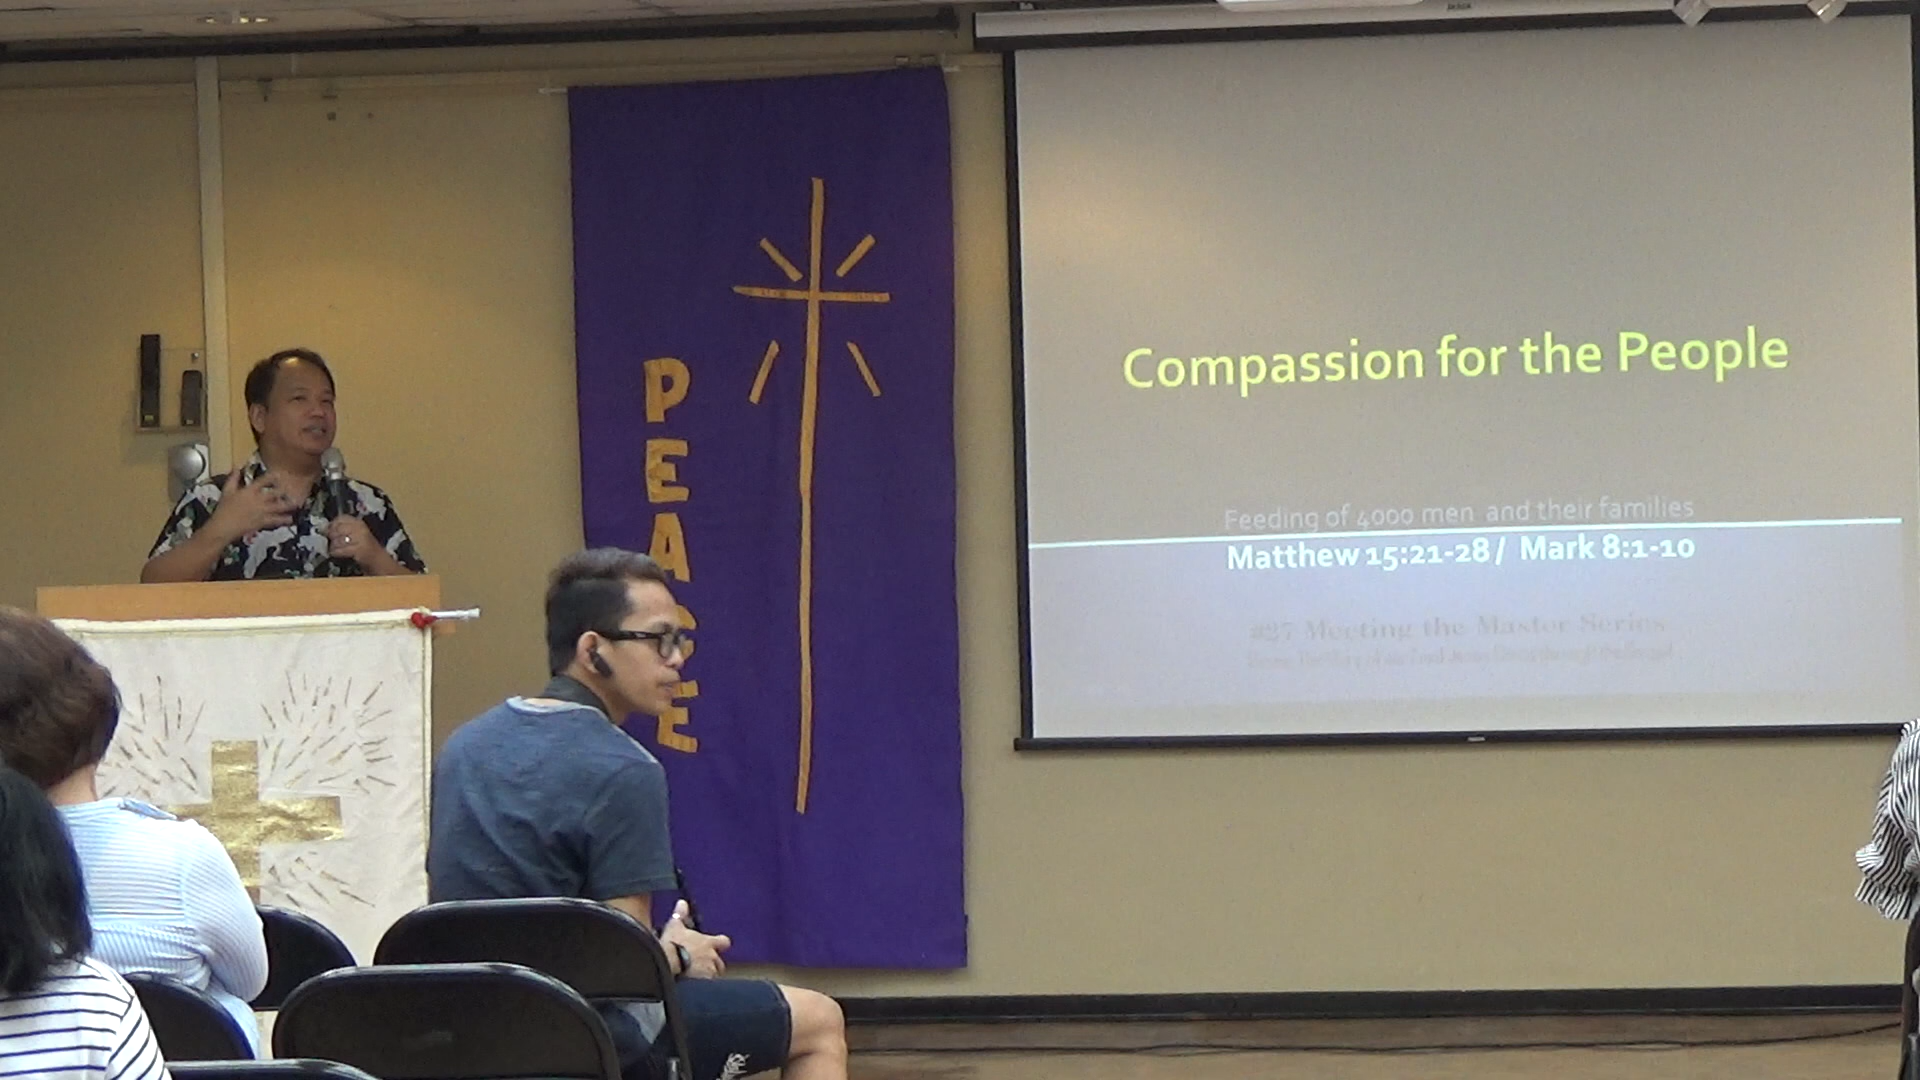 PEACE
Compassion for the People
Feeding of 4000 men and their families
Matthew 15:21-28 / Mark 8:1-10
#27 Meeting the Master Series